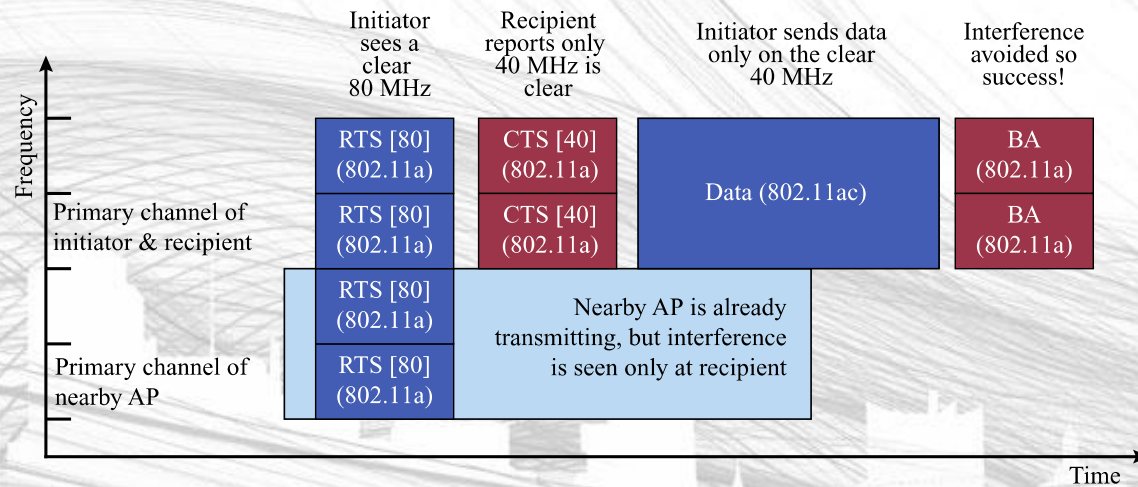 Initiator
sees a
clear
80 MHz
Recipient
reports only
40 MHz is
clear
Initiator sends data
only on the clear
40 MHz
Interference
avoided so
success!
Frequency
RTS [80]
(802.11a)
CTS [40]
(802.11a)
Data (802.11ac)
BA
(802.11a)
Primary channel of
initiator & recipient
RTS [80]
(802.11a)
CTS [40]
(802.11a)
BA
(802.11a)
RTS [80]
(802.11a)
Nearby AP is already
transmitting, but interference
is seen only at recipient
Primary channel of
nearby AP
RTS [80]
(802.11a)
Time